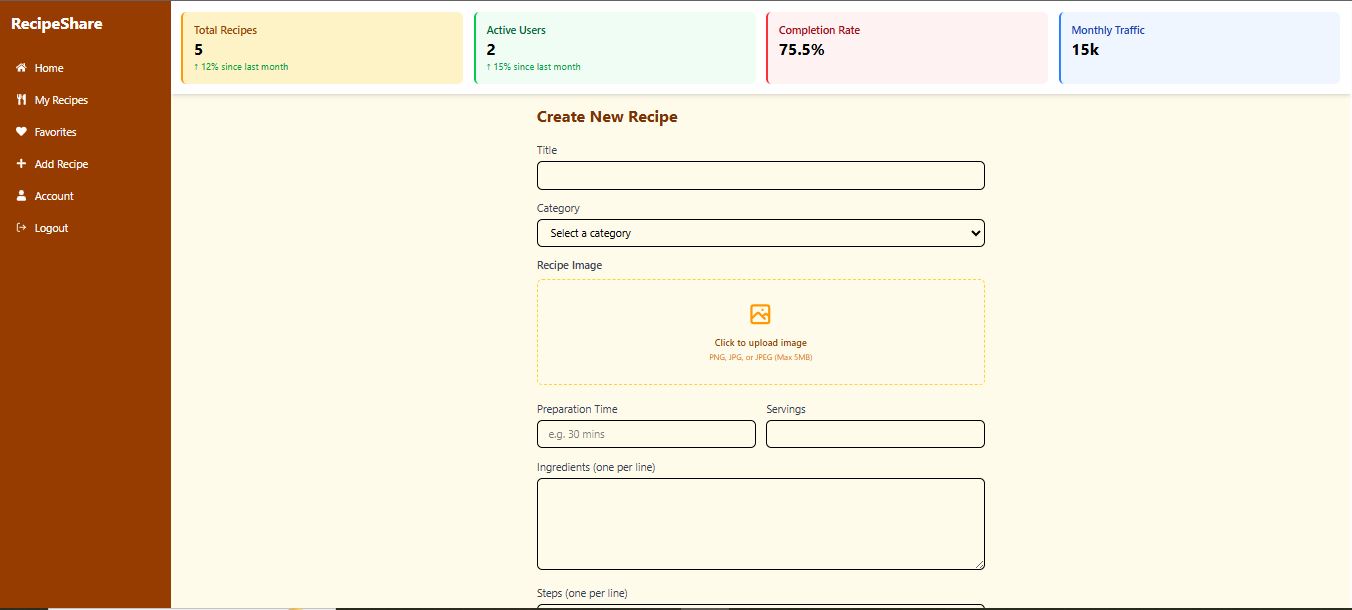 RecipeShare
Home
My Recipes
Favorites
Add Recipe
Account
Logout
Total Recipes
5
↑ 12% since last month
Active Users
2
↑ 15% since last month
Completion Rate
75.5%
Monthly Traffic
15k
Create New Recipe
Title
Category
Select a category
Recipe Image
Click to upload image
PNG, JPG, or JPEG (Max 5MB)
Preparation Time
e.g. 30 mins
Servings
Ingredients (one per line)
Steps (one per line)